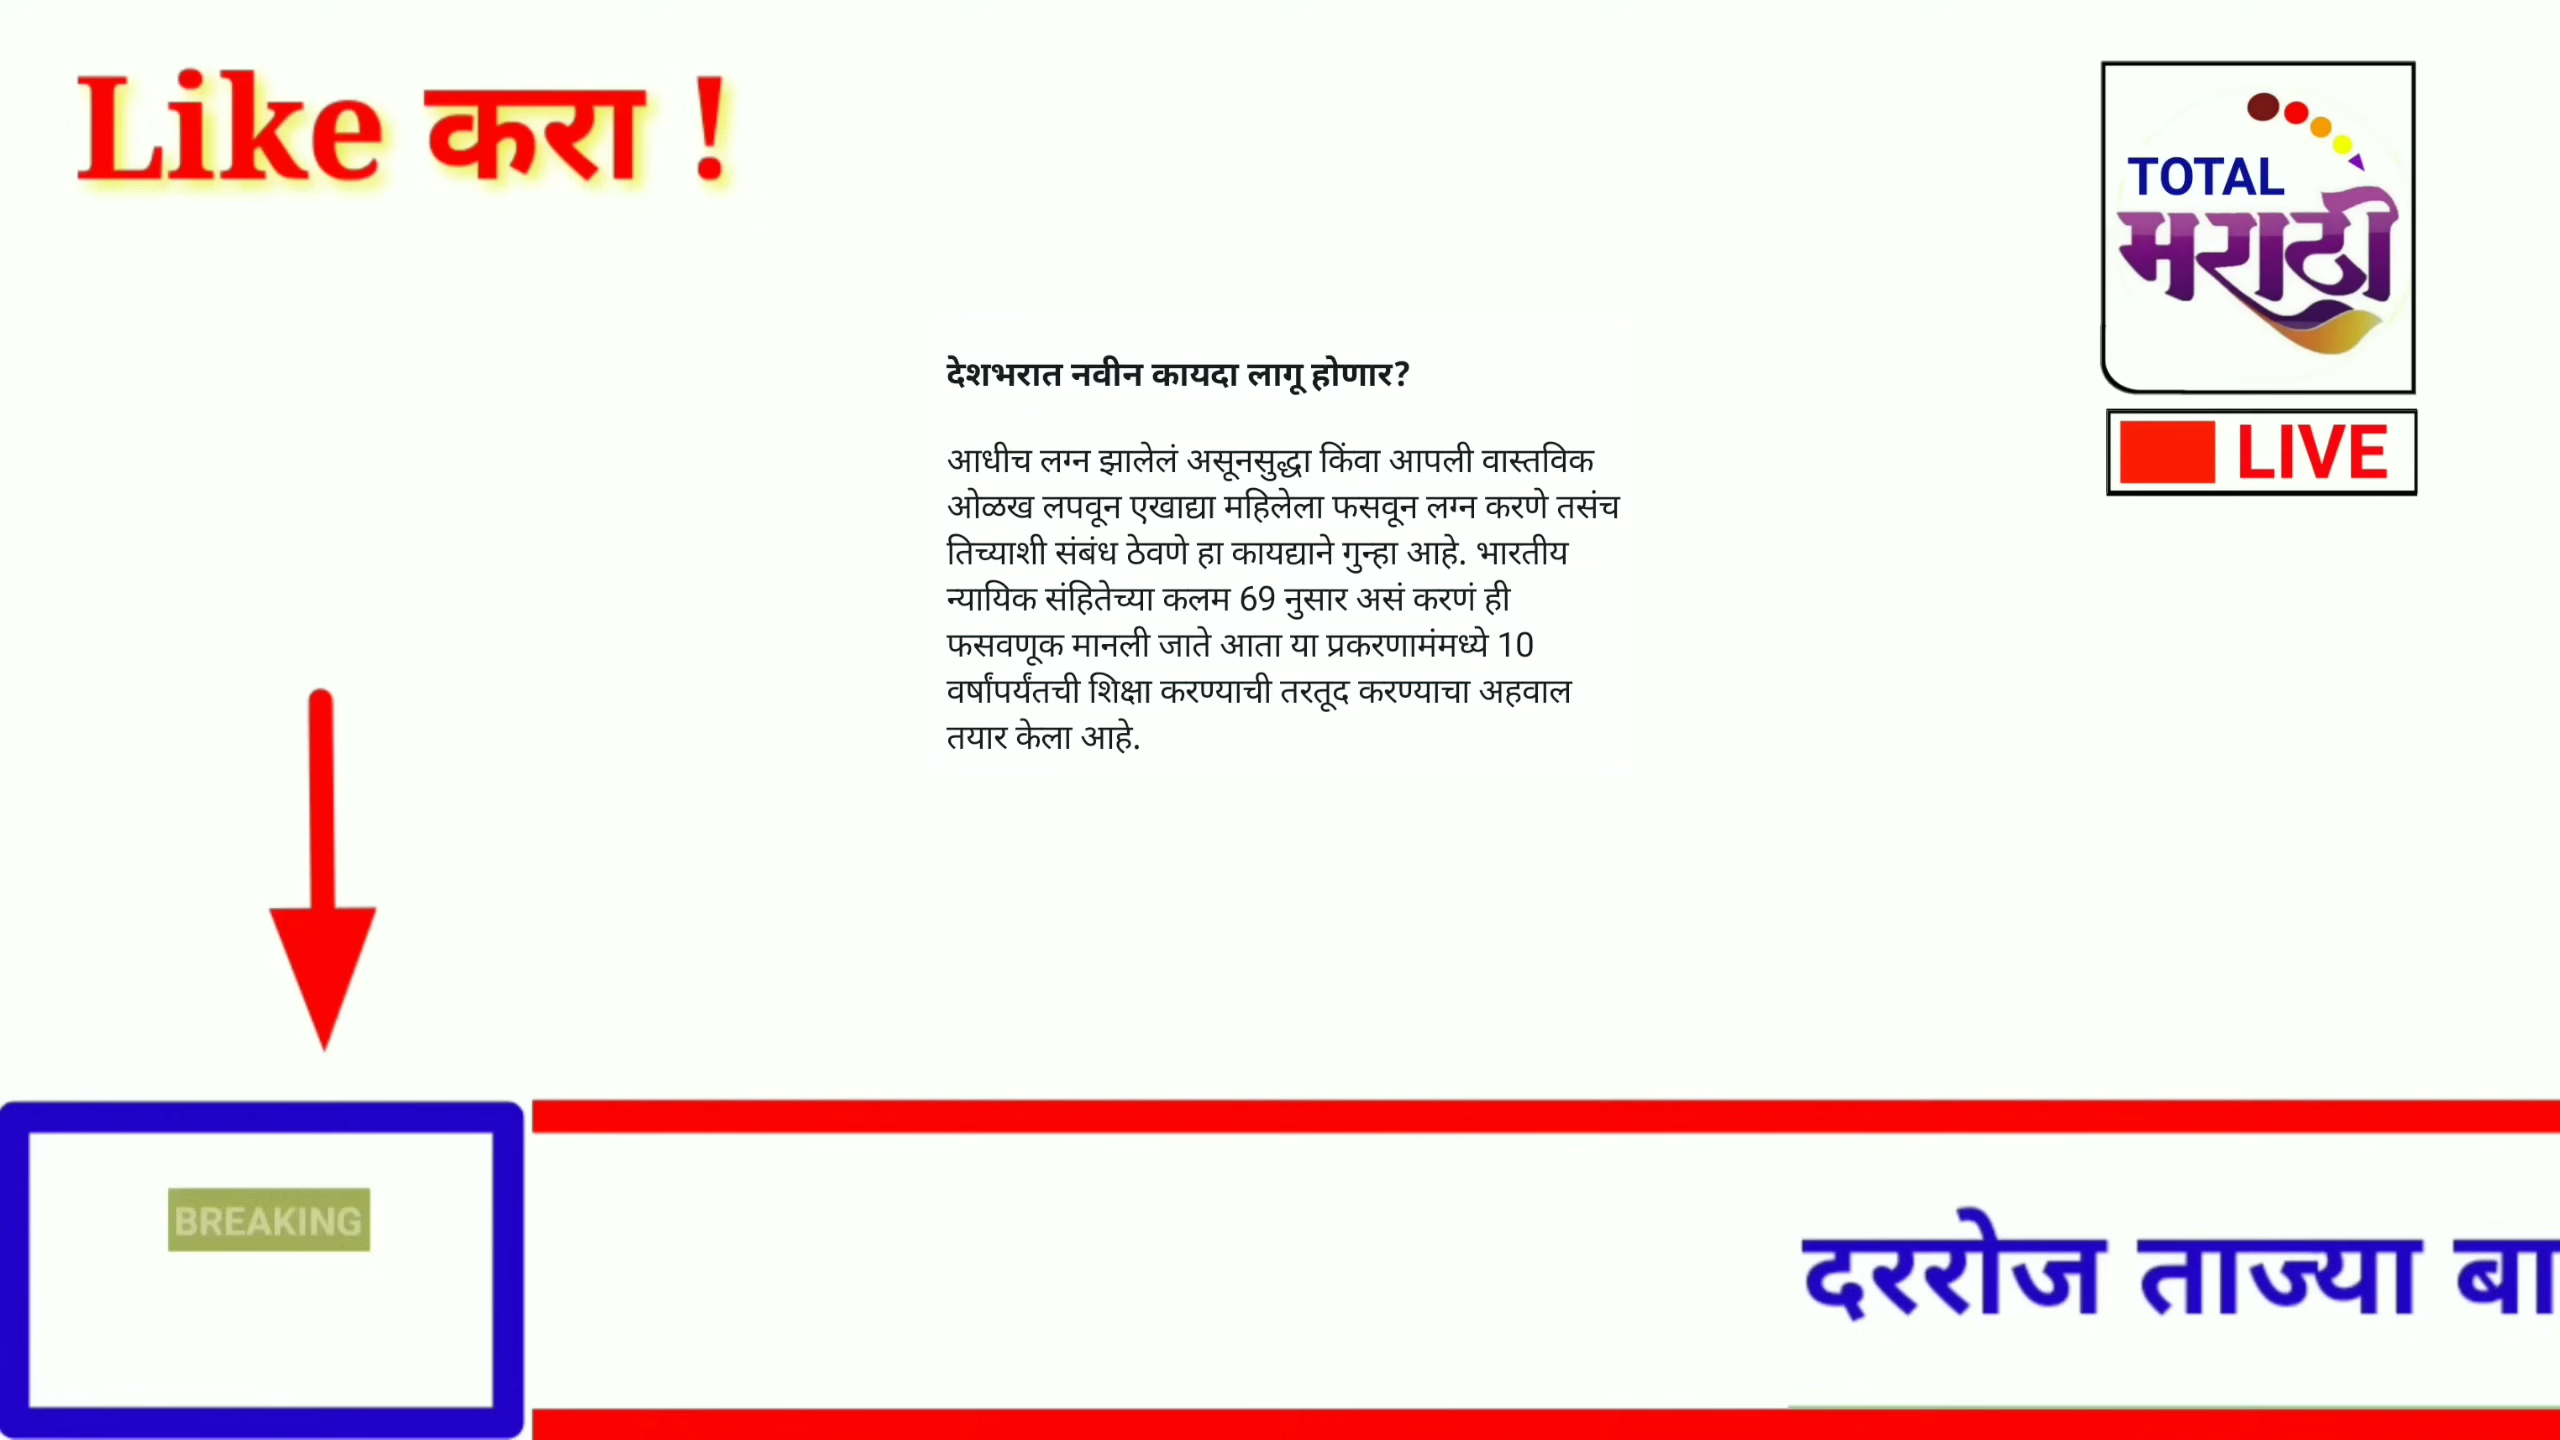 Like करा !
TOTAL
मराठी
LIVE
देशभरात नवीन कायदा लागू होणार?
आधीच लग्न झालेलं असूनसुद्धा किंवा आपली वास्तविक
ओळख लपवून एखाद्या महिलेला फसवून लग्न करणे तसंच
तिच्याशी संबंध ठेवणे हा कायद्याने गुन्हा आहे. भारतीय
न्यायिक संहितेच्या कलम 69 नुसार असं करणं ही
फसवणूक मानली जाते आता या प्रकरणामंमध्ये 10
वर्षांपर्यंतची शिक्षा करण्याची तरतूद करण्याचा अहवाल
तयार केला आहे.
BREAKING
दररोज ताज्या बा